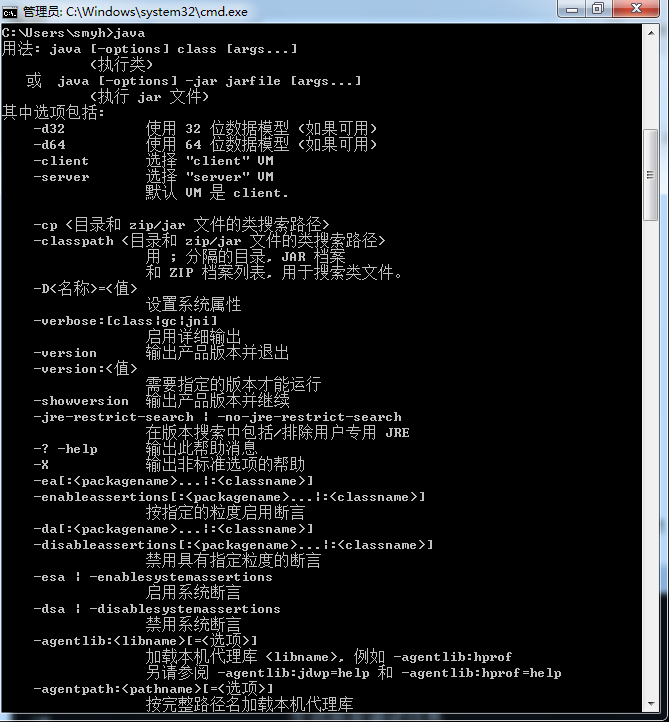 管理员: C:\Windows\system32\cmd.exe
C:\Users\smyh>java
用法: java [-options] class [args...]
(执行类)
或 java [-options] -jar jarfile [args...]
(执行 jar 文件)
其中选项包括:
-d32 使用 32 位数据模型 (如果可用)
-d64 使用 64 位数据模型 (如果可用)
-client 选择 "client" VM
-server 选择 "server" VM
默认 VM 是 client.
-cp <目录和 zip/jar 文件的类搜索路径>
-classpath <目录和 zip/jar 文件的类搜索路径>
用 ; 分隔的目录, JAR 档案
和 ZIP 档案列表, 用于搜索类文件。
-D<名称>=<值>
设置系统属性
-verbose:[class|gc|jni]
启用详细输出
-version 输出产品版本并退出
-version:<值>
需要指定的版本才能运行
-showversion 输出产品版本并继续
-jre-restrict-search | -no-jre-restrict-search
在版本搜索中包括/排除用户专用 JRE
-? -help 输出此帮助消息
-X 输出非标准选项的帮助
-ea[:<packagename>...|:<classname>]
-enableassertions[:<packagename>...|:<classname>]
按指定的粒度启用断言
-da[:<packagename>...|:<classname>]
-disableassertions[:<packagename>...|:<classname>]
禁用具有指定粒度的断言
-esa | -enablesystemassertions
启用系统断言
-dsa | -disablesystemassertions
禁用系统断言
-agentlib:<libname>[=<选项>]
加载本机代理库 <libname>, 例如 -agentlib:hprof
另请参阅 -agentlib:jdwp=help 和 -agentlib:hprof=help
-agentpath:<pathname>[=<选项>]
按完整路径名加载本机代理库